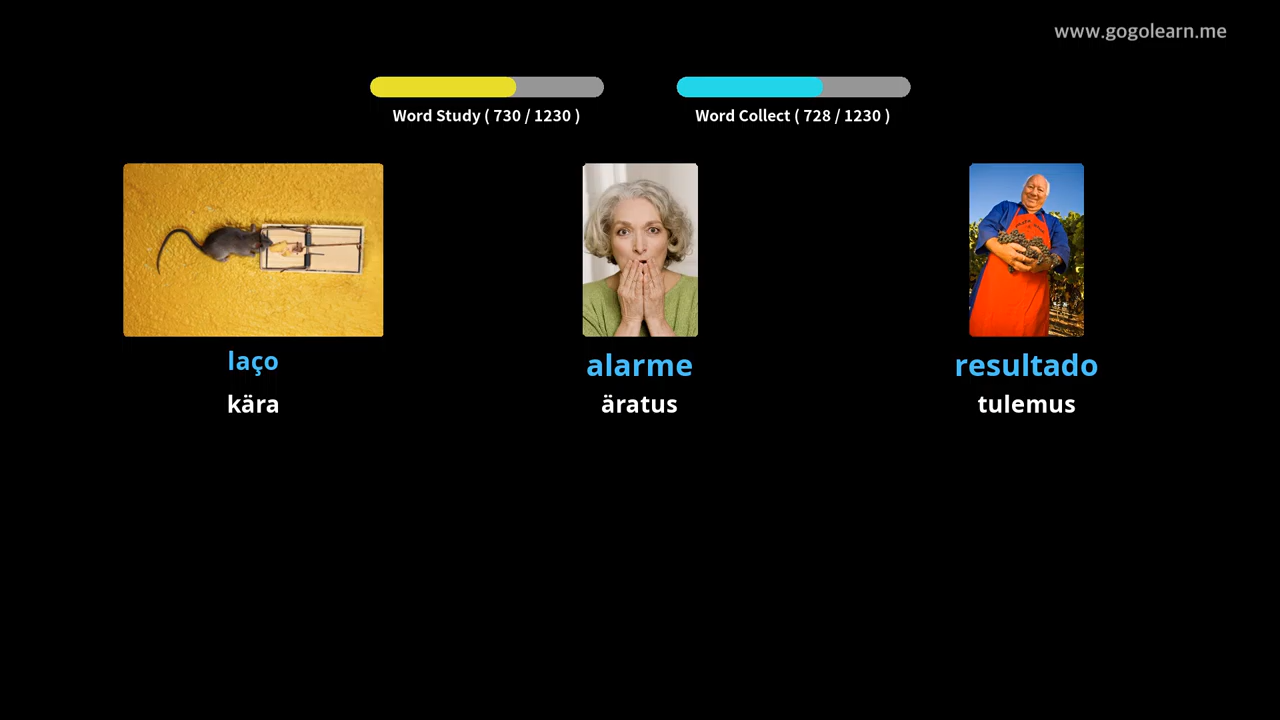 www.gogolearn.me
Word Study ( 730 / 1230 )
Word Collect ( 728 / 1230 )
laço
alarme
resultado
kära
äratus
tulemus